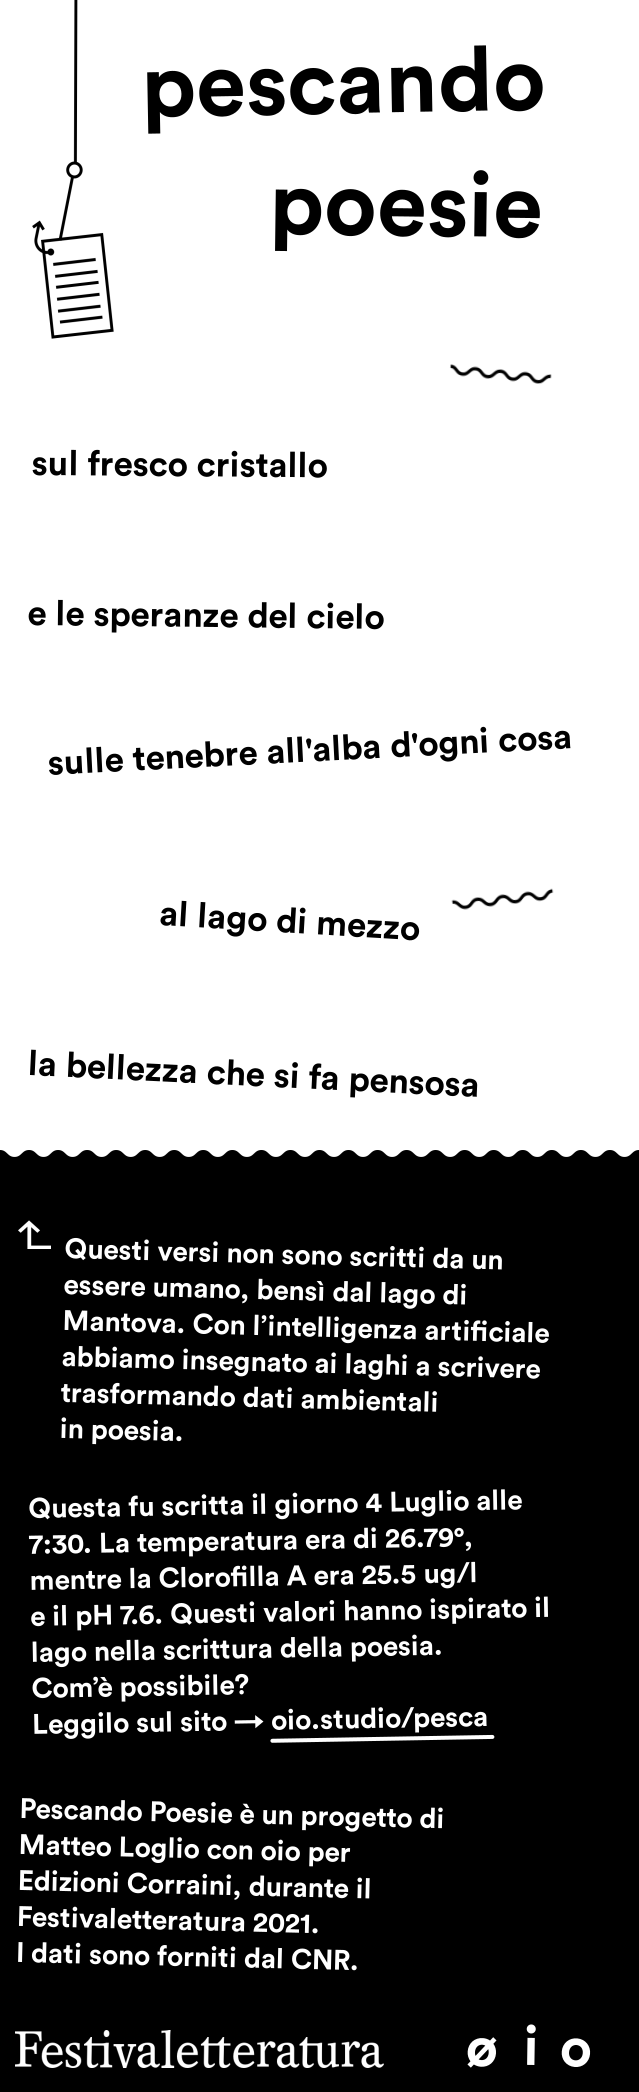 pescando
poesie
sul fresco cristallo
e le speranze del cielo
sulle tenebre all'alba d'ogni cosa
al lago di mezzo
la bellezza che si fa pensosa
Questi versi non sono scritti da un
essere umano, bensì dal lago di
Mantova. Con l’intelligenza artificiale
abbiamo insegnato ai laghi a scrivere
trasformando dati ambientali
in poesia.
Questa fu scritta il giorno 4 Luglio alle
7:30. La temperatura era di 26.79°,
mentre la Clorofilla A era 25.5 ug/l
e il pH 7.6. Questi valori hanno ispirato il
lago nella scrittura della poesia.
Com’è possibile?
Leggilo sul sito → oio.studio/pesca
Pescando Poesie è un progetto di
Matteo Loglio con oio per
Edizioni Corraini, durante il
Festivaletteratura 2021.
I dati sono forniti dal CNR.
Festivaletteratura ø i o